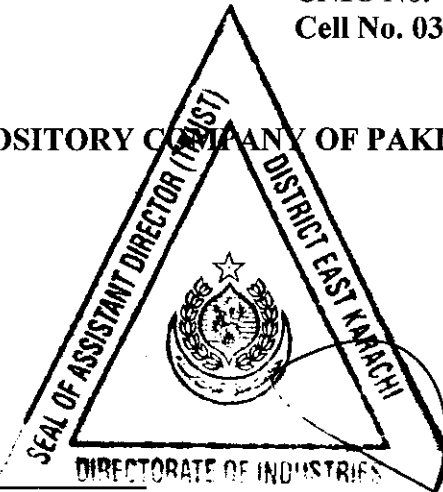 Cell No. 03
OSITORY COMPANY OF PAKI
SEAL OF ASSISTANT DIRECTOR (TRUST)
DISTRICT EAST KARACHI
DIRECTORATE OF INDUSTRIES